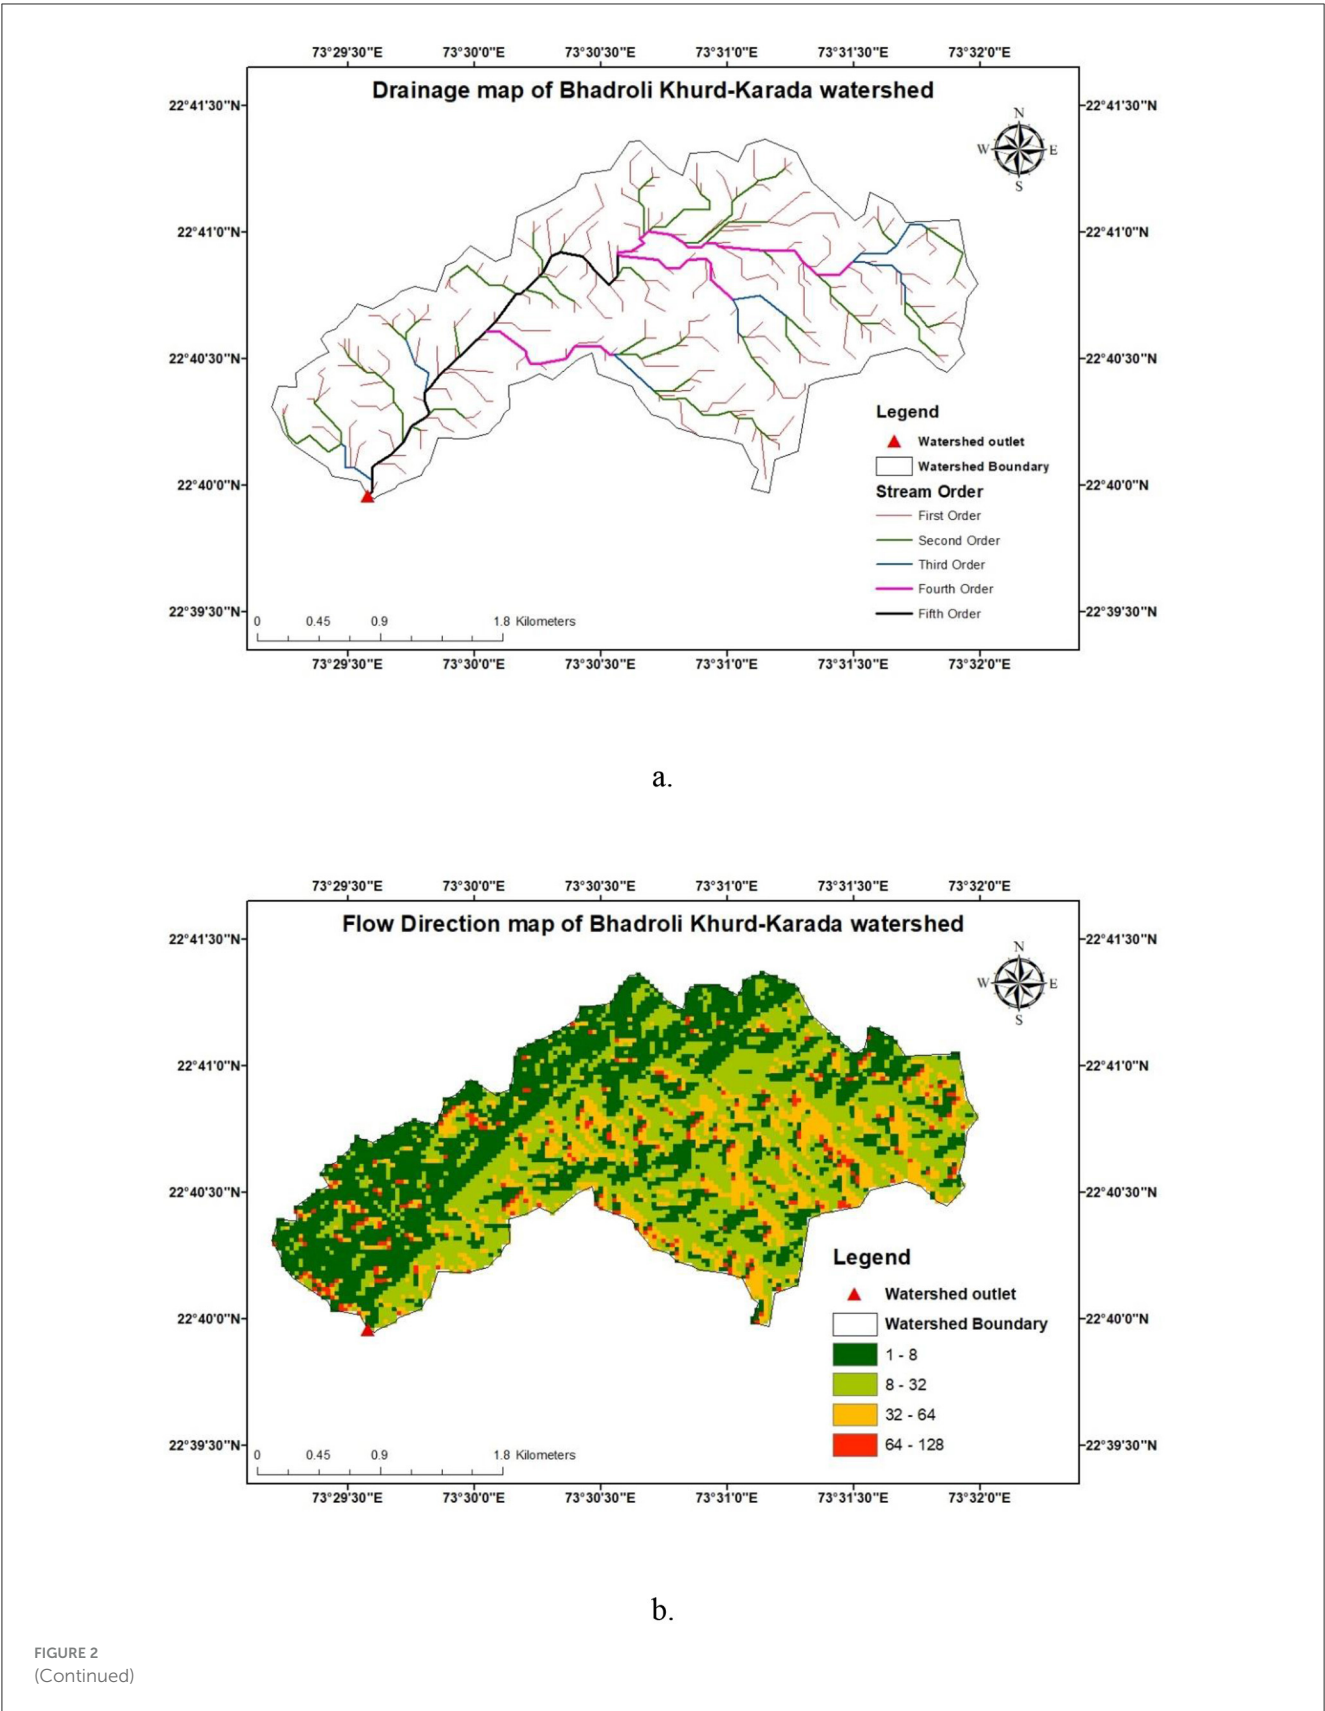 73°29'30"E 73°30'0"E 73°30'30"E 73°31'0"E 73°31'30"E 73°32'0"E
Drainage map of Bhadroli Khurd-Karada watershed
22°41'30"N 22°41'30"N
N
W E
S
22°41'0"N 22°41'0"N
22°40'30"N 22°40'30"N
Legend
Watershed outlet
Watershed Boundary
22°40'0"N 22°40'0"N
Stream Order
First Order
Second Order
Third Order
Fourth Order
22°39'30"N 22°39'30"N
Fifth Order
0 0.45 0.9 1.8 Kilometers
73°29'30"E 73°30'0"E 73°30'30"E 73°31'0"E 73°31'30"E 73°32'0"E
a.
73°29'30"E 73°30'0"E 73°30'30"E 73°31'0"E 73°31'30"E 73°32'0"E
Flow Direction map of Bhadroli Khurd-Karada watershed
22°41'30"N 22°41'30"N
N
W E
S
22°41'0"N 22°41'0"N
22°40'30"N 22°40'30"N
Legend
Watershed outlet
22°40'0"N 22°40'0"N
Watershed Boundary
1 - 8
8 - 32
32 - 64
64 - 128
22°39'30"N 22°39'30"N
0 0.45 0.9 1.8 Kilometers
73°29'30"E 73°30'0"E 73°30'30"E 73°31'0"E 73°31'30"E 73°32'0"E
b.
FIGURE 2
(Continued)